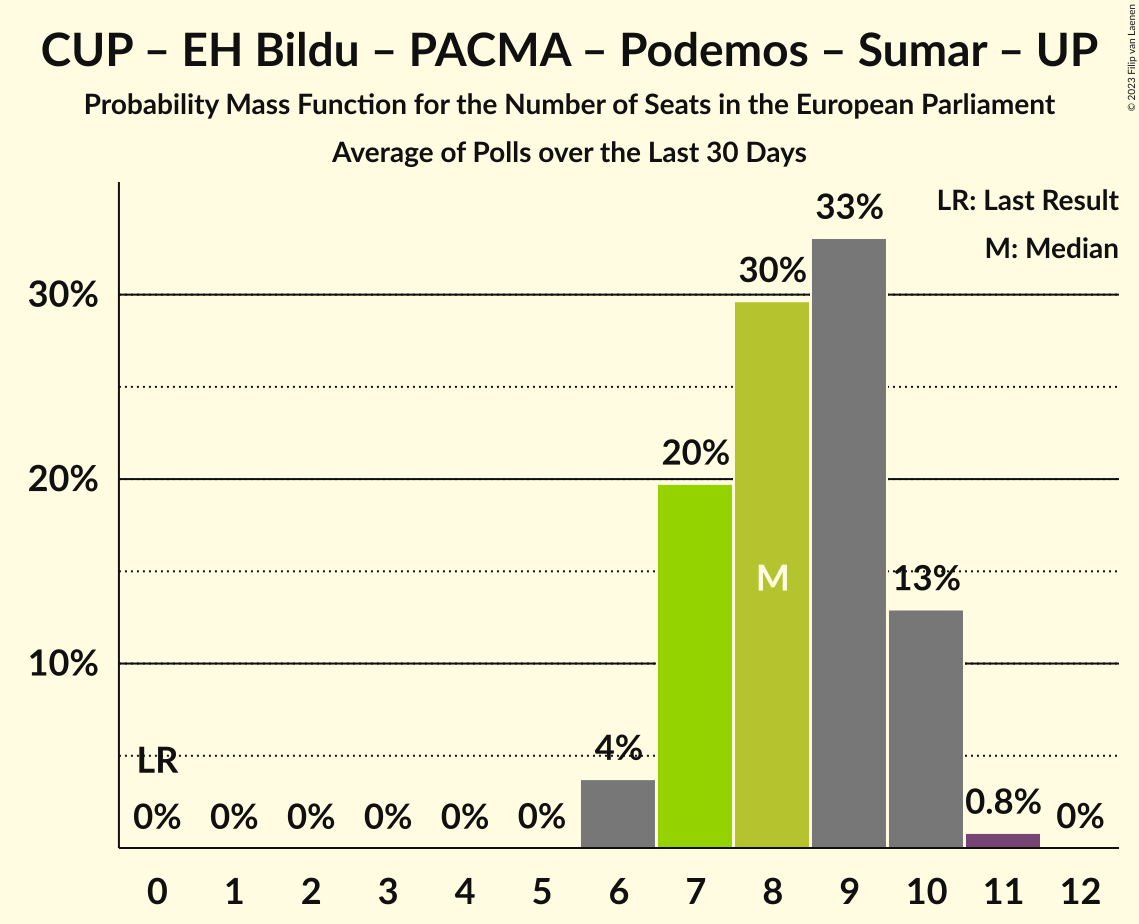 CUP – EH Bildu – PACMA – Podemos – Sumar – UP
Probability Mass Function for the Number of Seats in the European Parliament
Average of Polls over the Last 30 Days
© 2023 Filip van Laenen
LR: Last Result
M: Median
33%
30%
30%
20%
20%
M
13%
10%
LR
4%
0% 0% 0% 0% 0% 0% 0.8% 0%
0 1 2 3 4 5 6 7 8 9 10 11 12